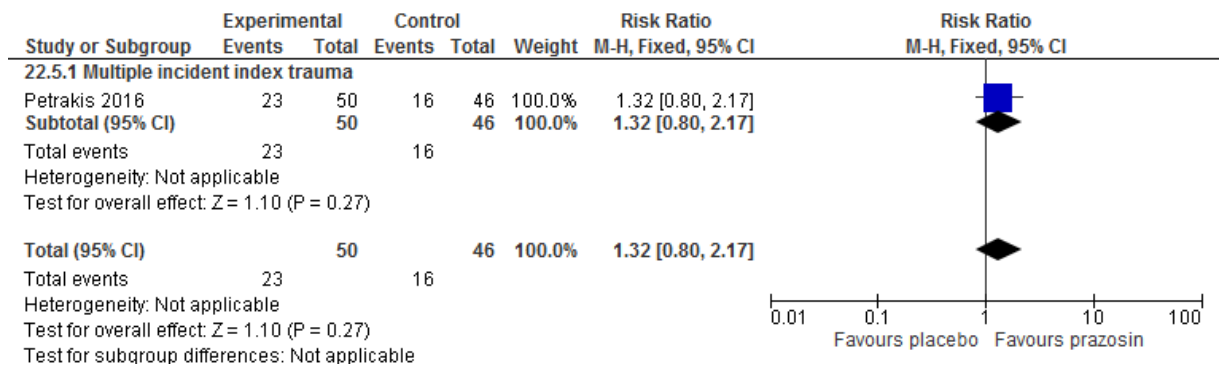 Experimental Control Risk Ratio Risk Ratio
Study or Subgroup Events Total Events Total Weight M-H, Fixed, 95% CI M-H, Fixed, 95% CI
22.5.1 Multiple incident index trauma
Petrakis 2016 23 50 16 46 100.0% 1.32 [0.80, 2.17]
Subtotal (95% CI) 50 46 100.0% 1.32 [0.80, 2.17]
Total events 23 16
Heterogeneity: Not applicable
Test for overall effect: Z = 1.10 (P = 0.27)
Total (95% CI) 50 46 100.0% 1.32 [0.80, 2.17]
Total events 23 16
Heterogeneity: Not applicable
Test for overall effect: Z = 1.10 (P = 0.27)
Test for subgroup differences: Not applicable
0.01 0.1 1 10 100
Favours placebo Favours prazosin